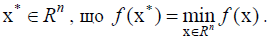 x* ∈ Rⁿ, що f(x*) = min f(x).
x∈Rⁿ